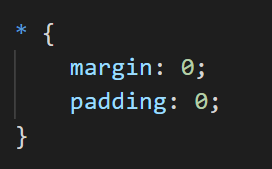 * {
    margin: 0;
    padding: 0;
}